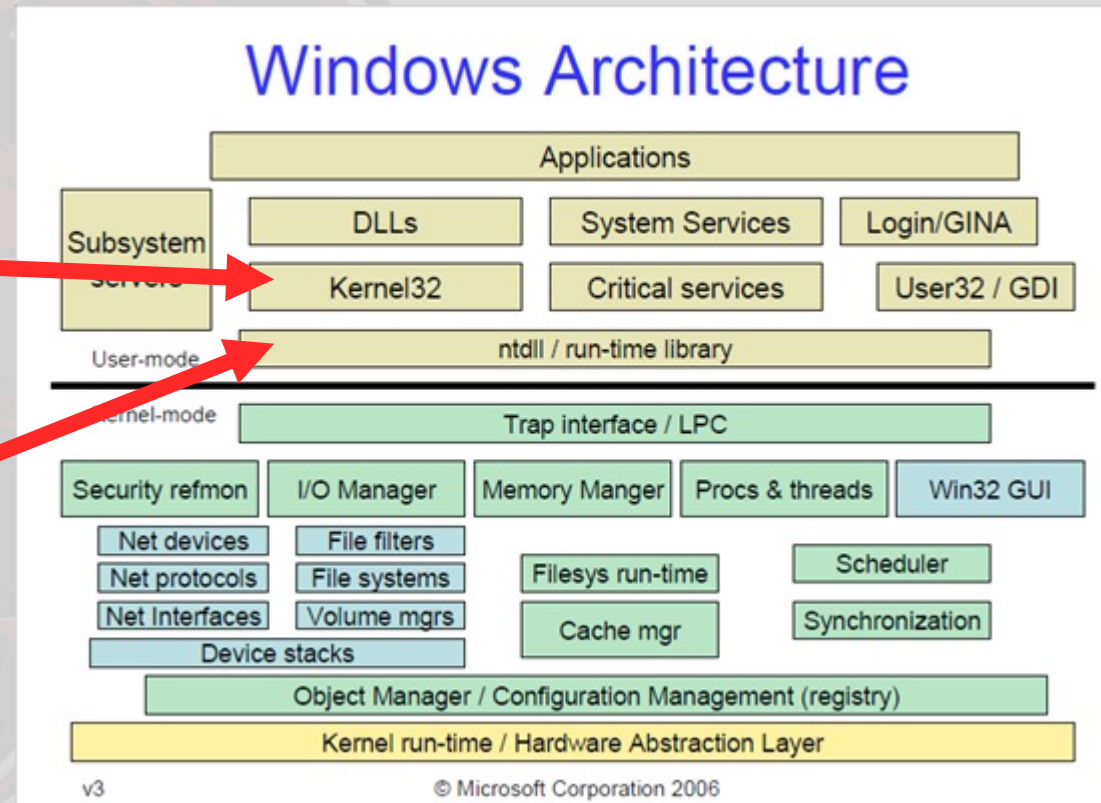 Windows Architecture
Applications
Subsystem
servers
DLLs
System Services
Login/GINA
Kernel32
Critical services
User32 / GDI
User-mode
ntdll / run-time library
Kernel-mode
Trap interface / LPC
Security refmon
I/O Manager
Memory Manger
Procs & threads
Win32 GUI
Net devices
File filters
Net protocols
File systems
Filesys run-time
Scheduler
Net Interfaces
Volume mgrs
Cache mgr
Synchronization
Device stacks
Object Manager / Configuration Management (registry)
Kernel run-time / Hardware Abstraction Layer
v3
© Microsoft Corporation 2006